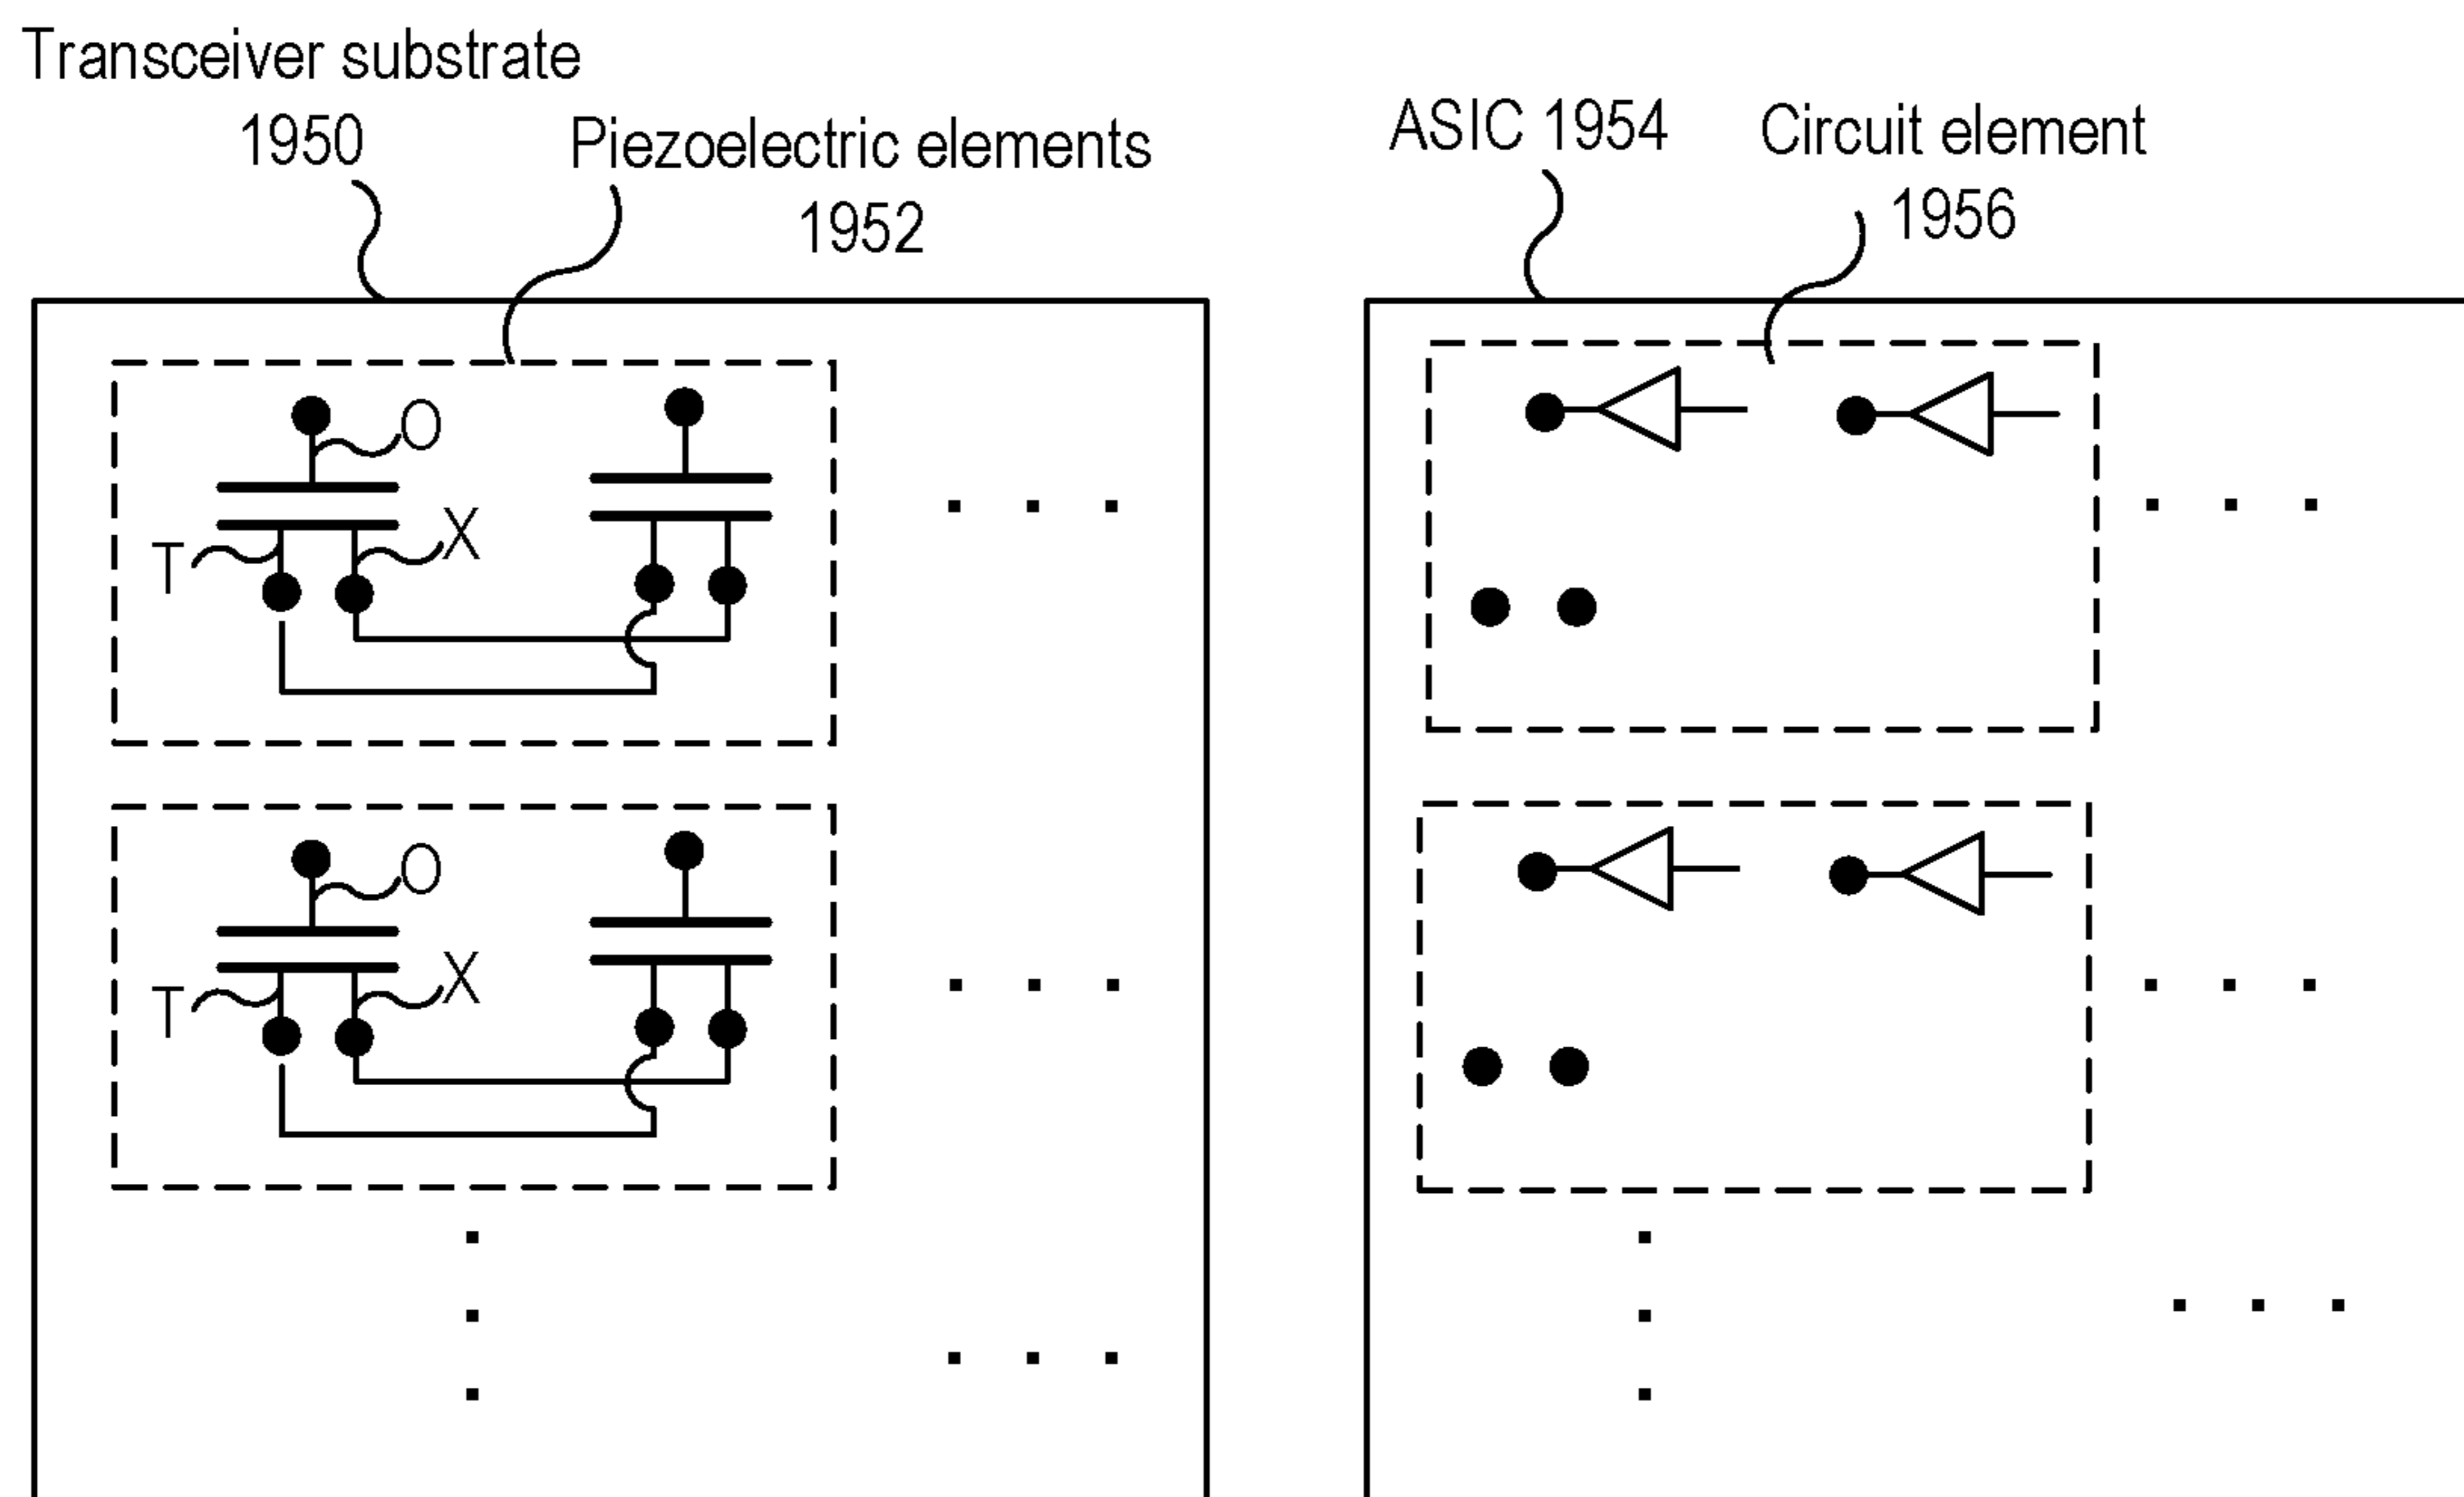 Transceiver substrate
1950
Piezoelectric elements
1952
ASIC 1954
Circuit element
1956
O
T
X
O
T
X